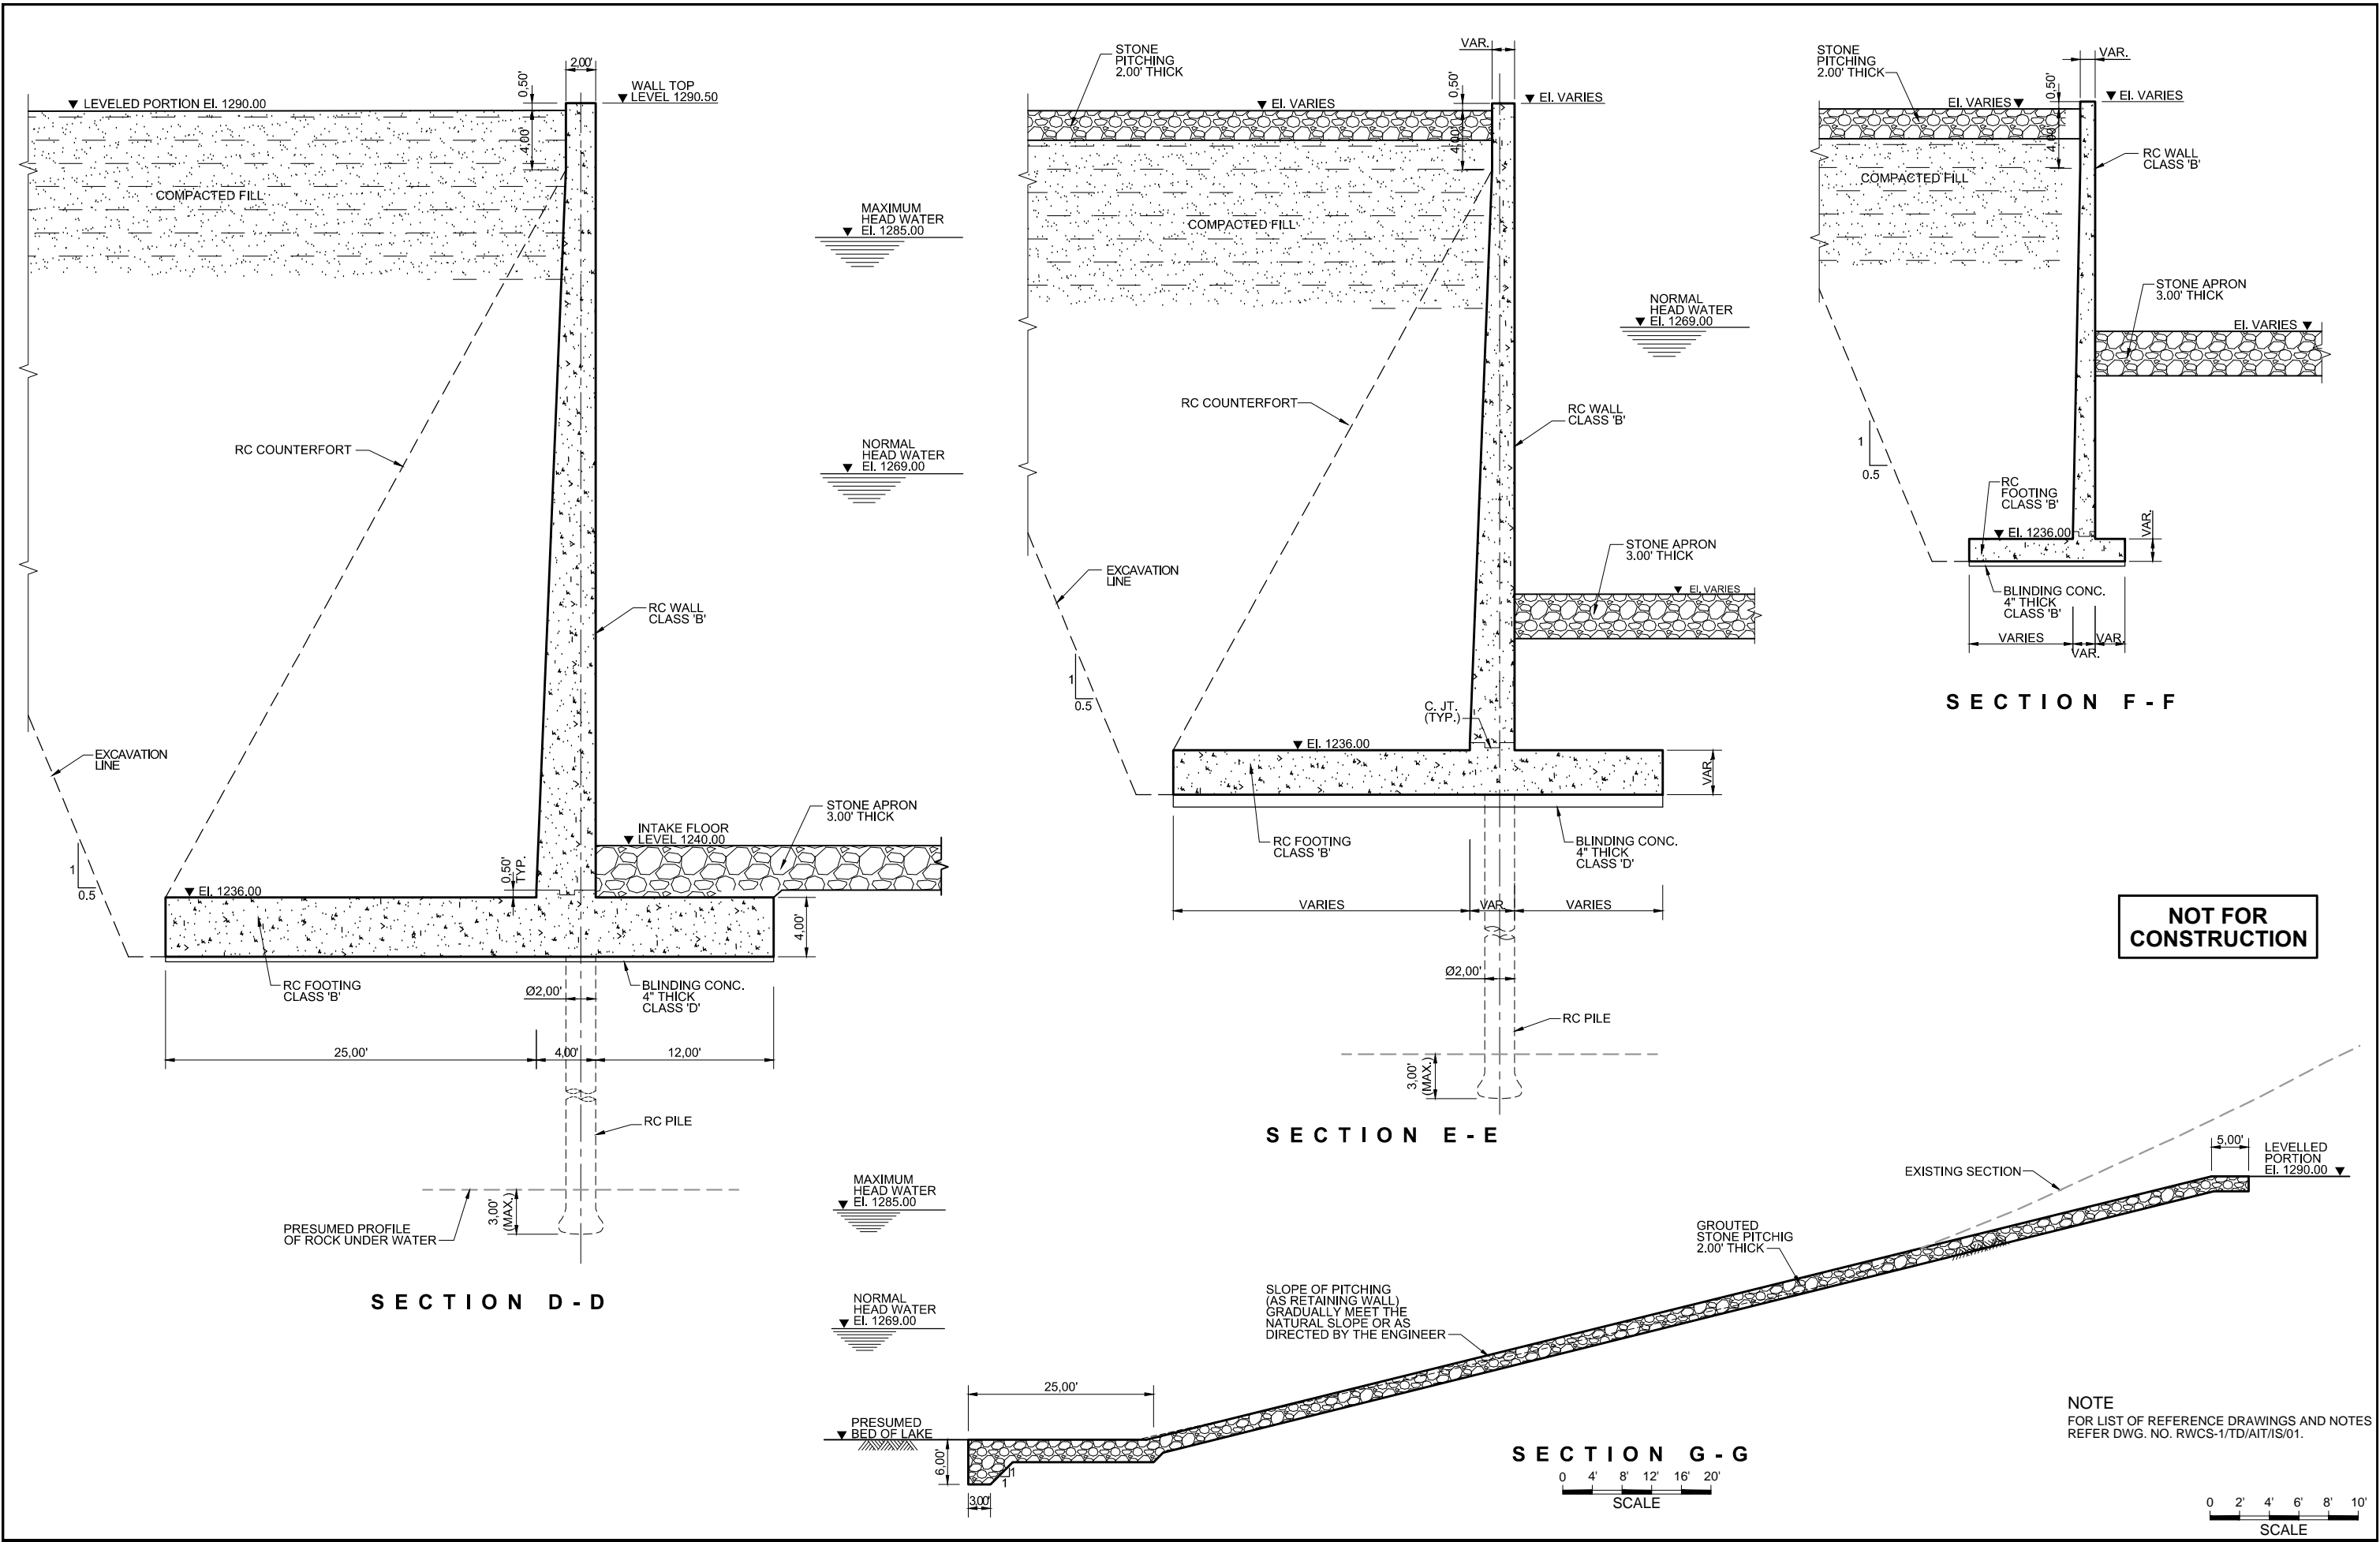 2,00'
0,50'
WALL TOP
LEVEL 1290.50
LEVELED PORTION El. 1290.00
4,00'
COMPACTED FILL
MAXIMUM
HEAD WATER
El. 1285.00
RC COUNTERFORT
NORMAL
HEAD WATER
El. 1269.00
RC WALL
CLASS 'B'
EXCAVATION
LINE
1
0.5
STONE APRON
3.00' THICK
INTAKE FLOOR
LEVEL 1240.00
0,50'
TYP.
El. 1236.00
4,00'
RC FOOTING
CLASS 'B'
Ø2,00'
BLINDING CONC.
4" THICK
CLASS 'D'
25,00'
4,00'
12,00'
RC PILE
3,00'
(MAX.)
PRESUMED PROFILE
OF ROCK UNDER WATER
SECTION D-D
STONE
PITCHING
2.00' THICK
VAR.
0,50'
El. VARIES
El. VARIES
4,00'
COMPACTED FILL
NORMAL
HEAD WATER
El. 1269.00
RC COUNTERFORT
RC WALL
CLASS 'B'
EXCAVATION
LINE
STONE APRON
3.00' THICK
El. VARIES
1
0.5
C. JT.
(TYP.)
El. 1236.00
VAR.
RC FOOTING
CLASS 'B'
BLINDING CONC.
4" THICK
CLASS 'D'
VARIES
VAR.
VARIES
Ø2,00'
RC PILE
3,00'
(MAX.)
SECTION E-E
STONE
PITCHING
2.00' THICK
VAR.
0,50'
El. VARIES
El. VARIES
4,00'
RC WALL
CLASS 'B'
COMPACTED FILL
STONE APRON
3.00' THICK
El. VARIES
1
0.5
RC
FOOTING
CLASS 'B'
El. 1236.00
VAR.
BLINDING CONC.
4" THICK
CLASS 'B'
VARIES
VAR.
VAR.
SECTION F-F
NOT FOR
CONSTRUCTION
MAXIMUM
HEAD WATER
El. 1285.00
NORMAL
HEAD WATER
El. 1269.00
5,00'
LEVELLED
PORTION
El. 1290.00
EXISTING SECTION
GROUTED
STONE PITCHIG
2.00' THICK
SLOPE OF PITCHING
(AS RETAINING WALL)
GRADUALLY MEET THE
NATURAL SLOPE OR AS
DIRECTED BY THE ENGINEER
25,00'
PRESUMED
BED OF LAKE
6,00'
1
1
3,00'
SECTION G-G
0 4' 8' 12' 16' 20'
SCALE
NOTE
FOR LIST OF REFERENCE DRAWINGS AND NOTES
REFER DWG. NO. RWCS-1/TD/AIT/IS/01.
0 2' 4' 6' 8' 10'
SCALE